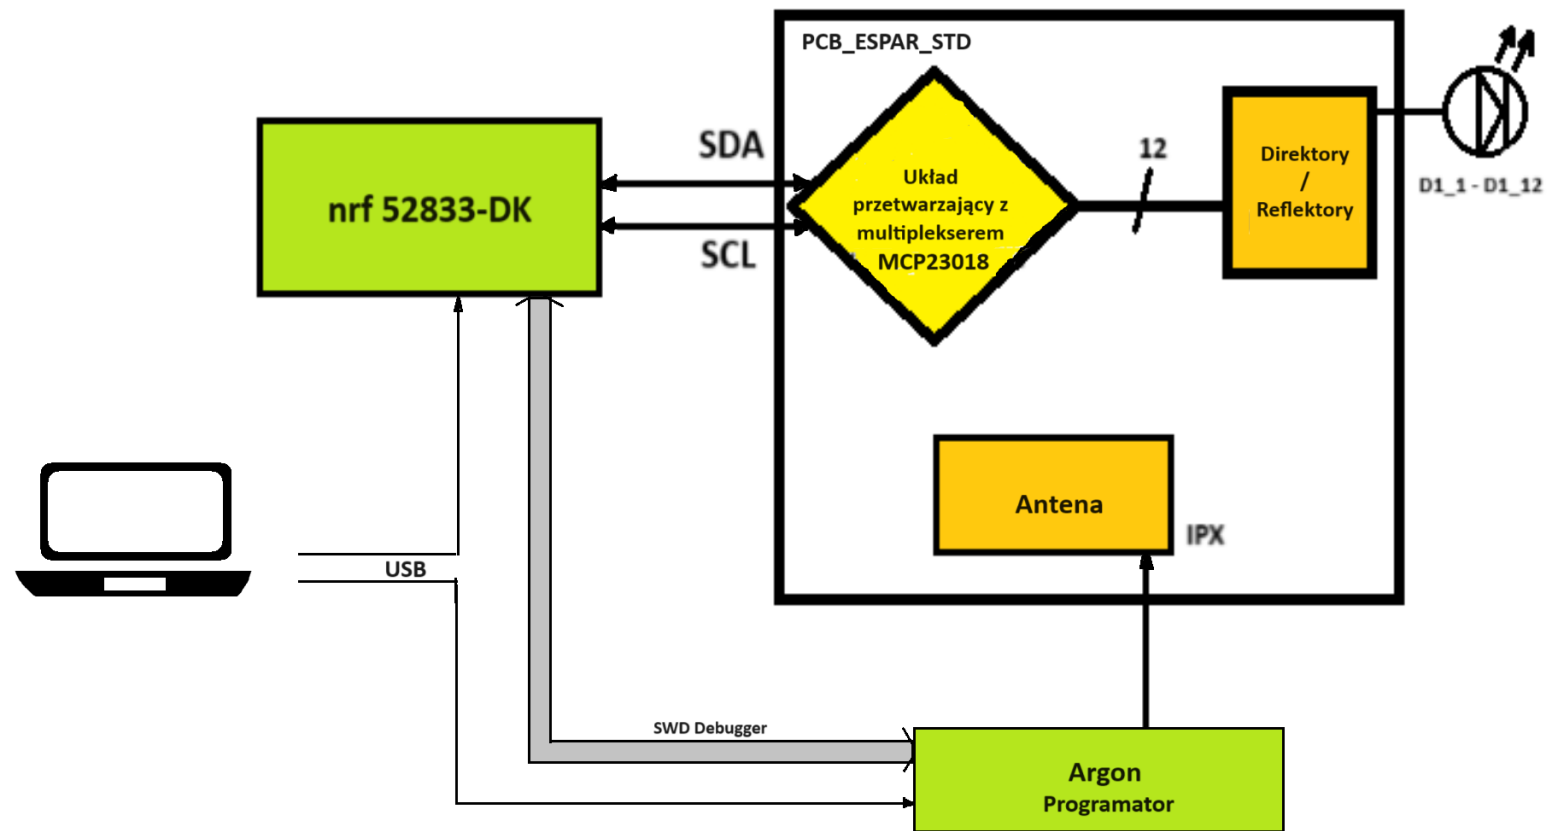 PCB_ESPAR_STD
SDA
SCL
nrf 52833-DK
Układ
przetwarzający z
multiplekserem
MCP23018
12
Direktory
/
Reflektory
D1_1 - D1_12
Antena
IPX
USB
SWD Debugger
Argon
Programator